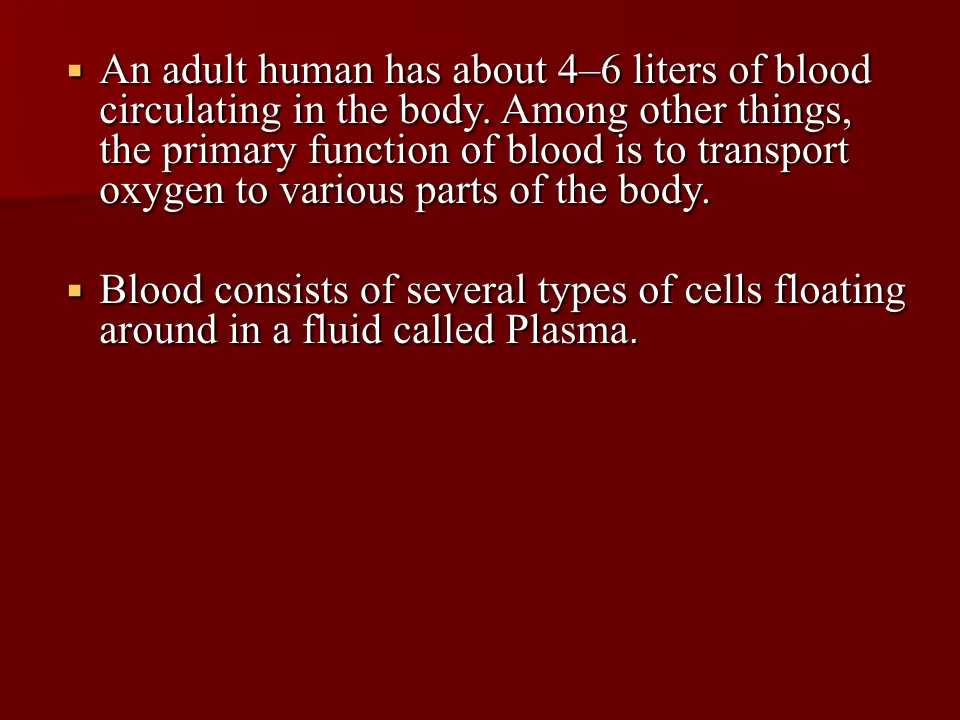 ▪ An adult human has about 4–6 liters of blood
circulating in the body. Among other things,
the primary function of blood is to transport
oxygen to various parts of the body.
▪ Blood consists of several types of cells floating
around in a fluid called Plasma.